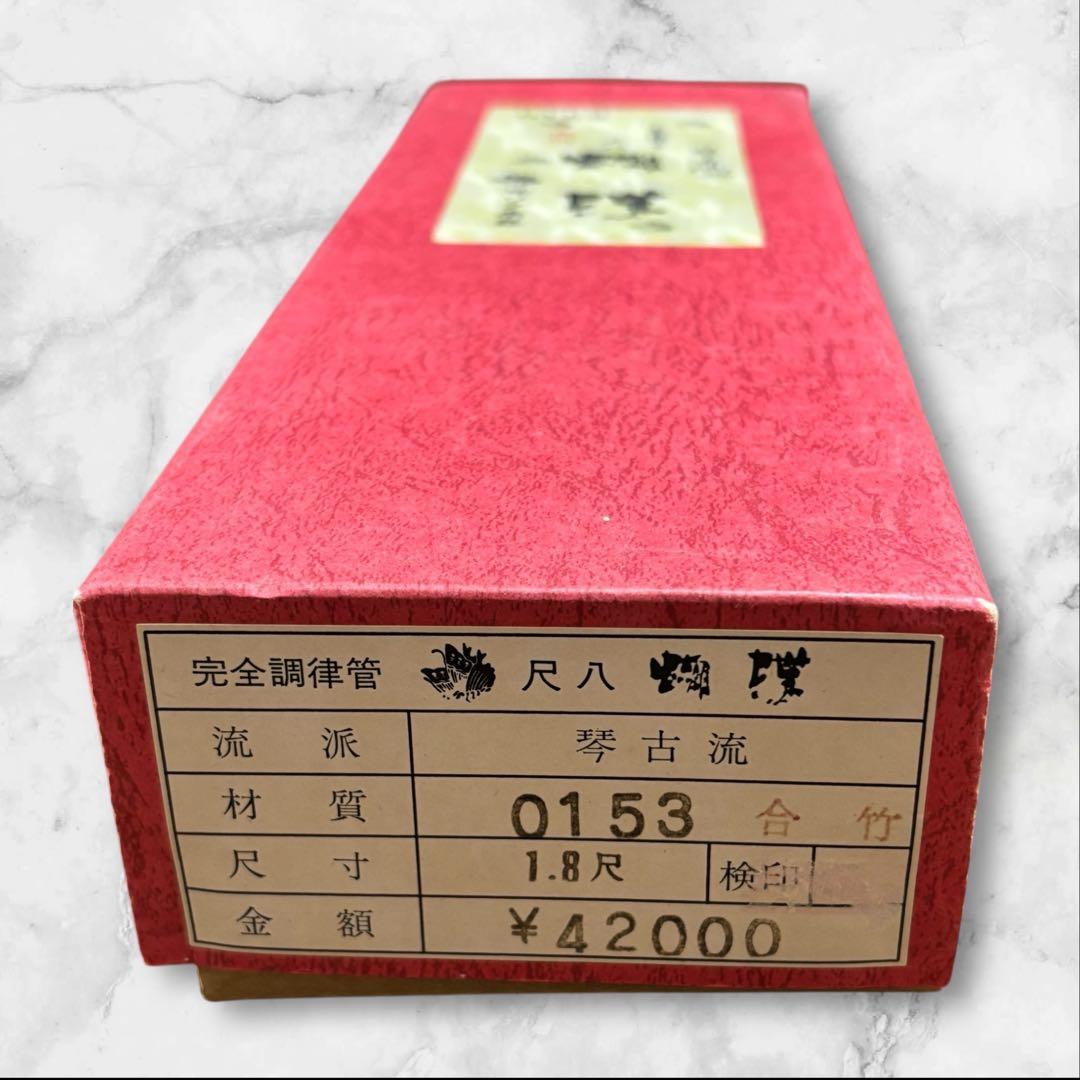 完全調律管 尺八 蝴蝶
流派 琴古流
材質 0153 合竹
尺寸 1.8尺 検印
金額 ¥42000